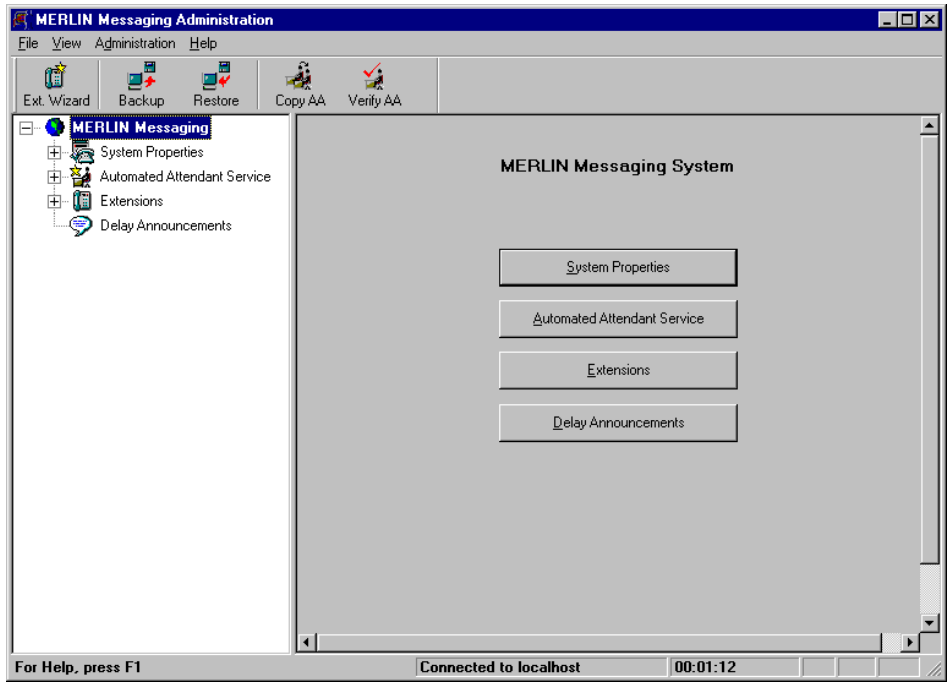 MERLIN Messaging Administration
File View Administration Help
Ext. Wizard Backup Restore Copy AA Verify AA
MERLIN Messaging
System Properties
Automated Attendant Service
Extensions
Delay Announcements
MERLIN Messaging System
System Properties
Automated Attendant Service
Extensions
Delay Announcements
For Help, press F1 Connected to localhost 00:01:12